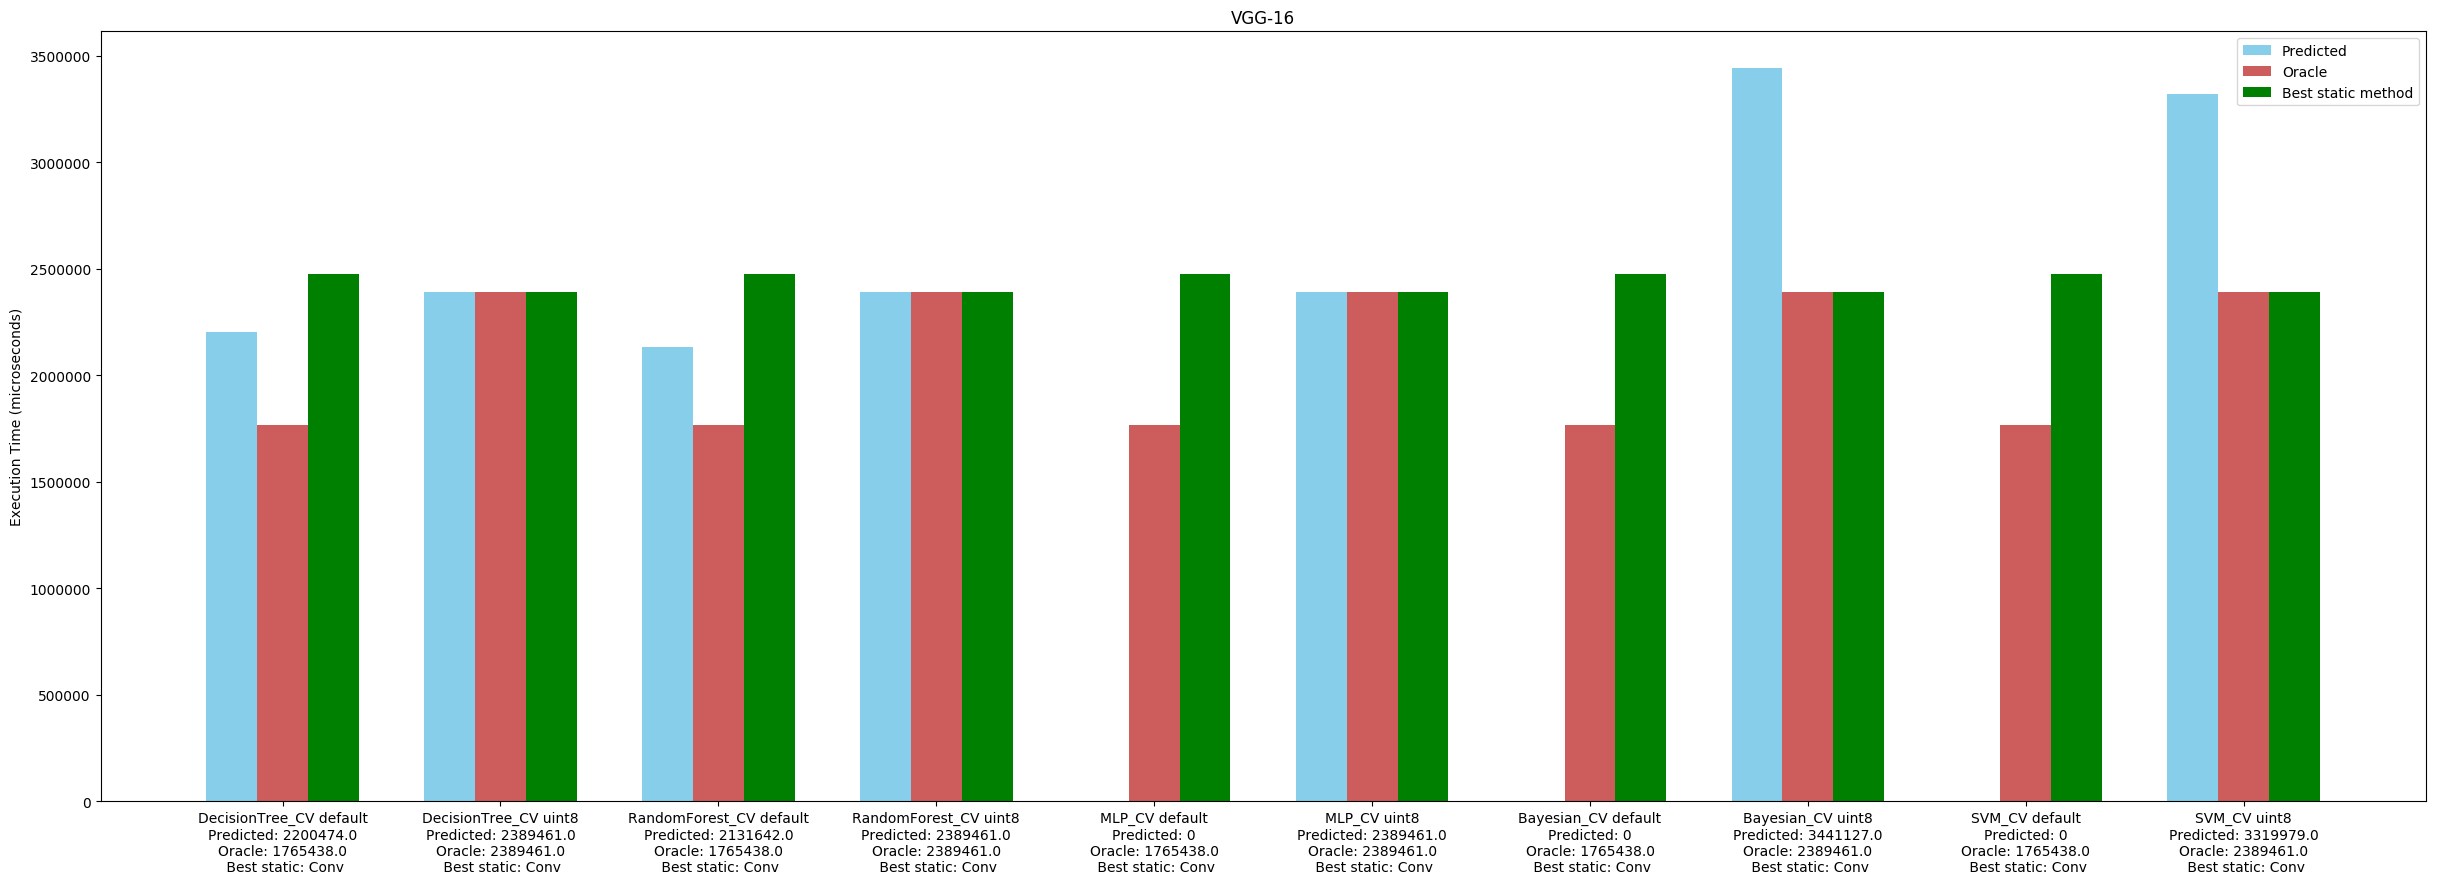 VGG-16
Predicted
Oracle
Best static method
Execution Time (microseconds)
3500000
3000000
2500000
2000000
1500000
1000000
500000
0
DecisionTree_CV default
Predicted: 2200474.0
Oracle: 1765438.0
Best static: Conv
DecisionTree_CV uint8
Predicted: 2389461.0
Oracle: 2389461.0
Best static: Conv
RandomForest_CV default
Predicted: 2131642.0
Oracle: 1765438.0
Best static: Conv
RandomForest_CV uint8
Predicted: 2389461.0
Oracle: 2389461.0
Best static: Conv
MLP_CV default
Predicted: 0
Oracle: 1765438.0
Best static: Conv
MLP_CV uint8
Predicted: 2389461.0
Oracle: 2389461.0
Best static: Conv
Bayesian_CV default
Predicted: 0
Oracle: 1765438.0
Best static: Conv
Bayesian_CV uint8
Predicted: 3441127.0
Oracle: 2389461.0
Best static: Conv
SVM_CV default
Predicted: 0
Oracle: 1765438.0
Best static: Conv
SVM_CV uint8
Predicted: 3319979.0
Oracle: 2389461.0
Best static: Conv